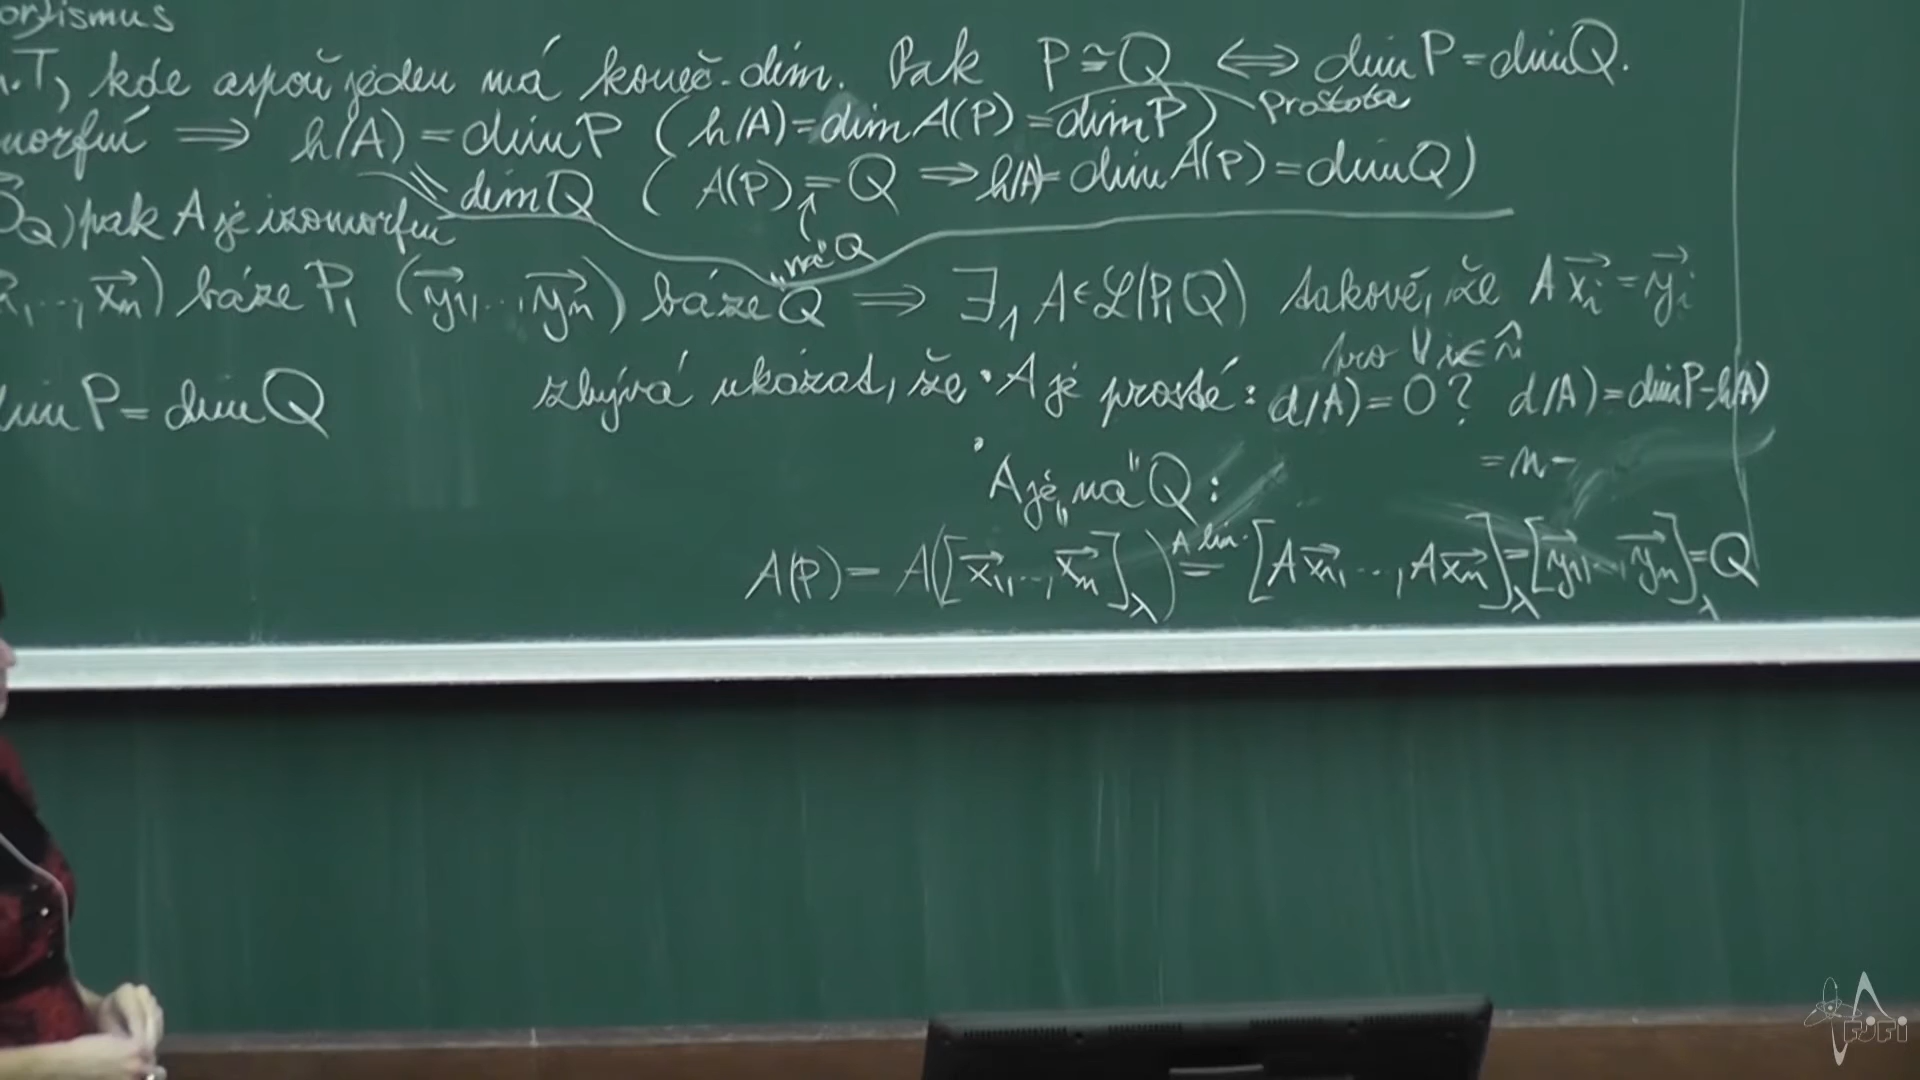 orfismus
n.T, kde aspoň jeden má koneč. dim. Pak P ≅ Q ⟺ dim P = dim Q.
morfní ⟹ h(A) = dim P (h(A) = dim A(P) = dim P) Prostota
dim Q (A(P) = Q ⟹ h(A) = dim A(P) = dim Q)
„na" Q
Q) pak A je izomorfní
x⃗1, ..., x⃗n) báze P, (y⃗1, ..., y⃗n) báze Q ⟹ ∃1 A ∈ ℒ(P,Q) takové, že A x⃗i = y⃗i
pro ∀ i ∈ n̂
dim P = dim Q zbývá ukázat, že • A je prosté: d(A) = 0? d(A) = dim P - h(A)
= n -
• A je „na" Q:
A(P) = A([x⃗1, ..., x⃗n]λ) A lin. = [A x⃗1, ..., A x⃗n]λ = [y⃗1, ..., y⃗n]λ = Q
FJFI